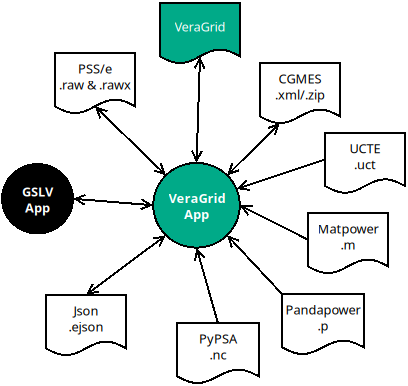 VeraGrid
PSS/e
.raw & .rawx
CGMES
.xml/.zip
UCTE
.uct
GSLV
App
VeraGrid
App
Matpower
.m
Json
.ejson
Pandapower
.p
PyPSA
.nc